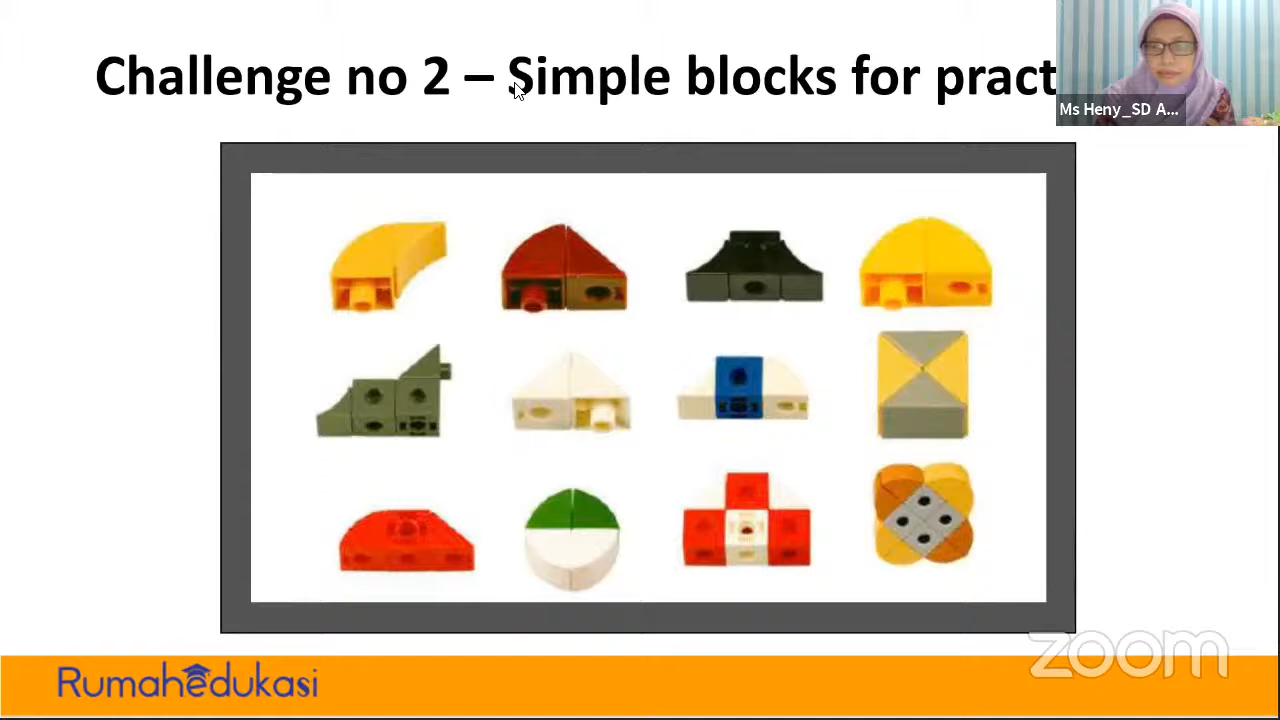 Challenge no 2 – Simple blocks for pract
Ms Heny_SD A...
zoom
Rumahedukasi